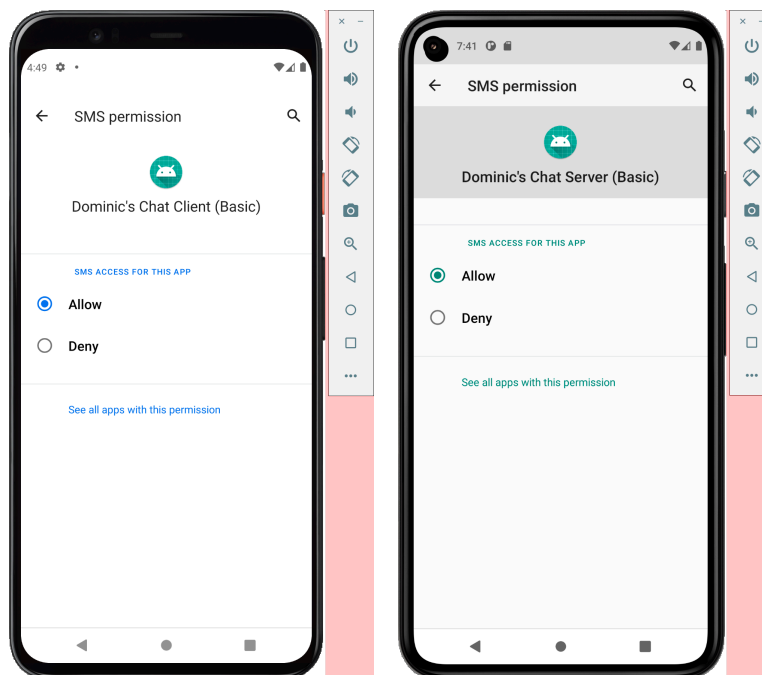 4:49
SMS permission
Dominic's Chat Client (Basic)
SMS ACCESS FOR THIS APP
Allow
Deny
See all apps with this permission
7:41
SMS permission
Dominic's Chat Server (Basic)
SMS ACCESS FOR THIS APP
Allow
Deny
See all apps with this permission